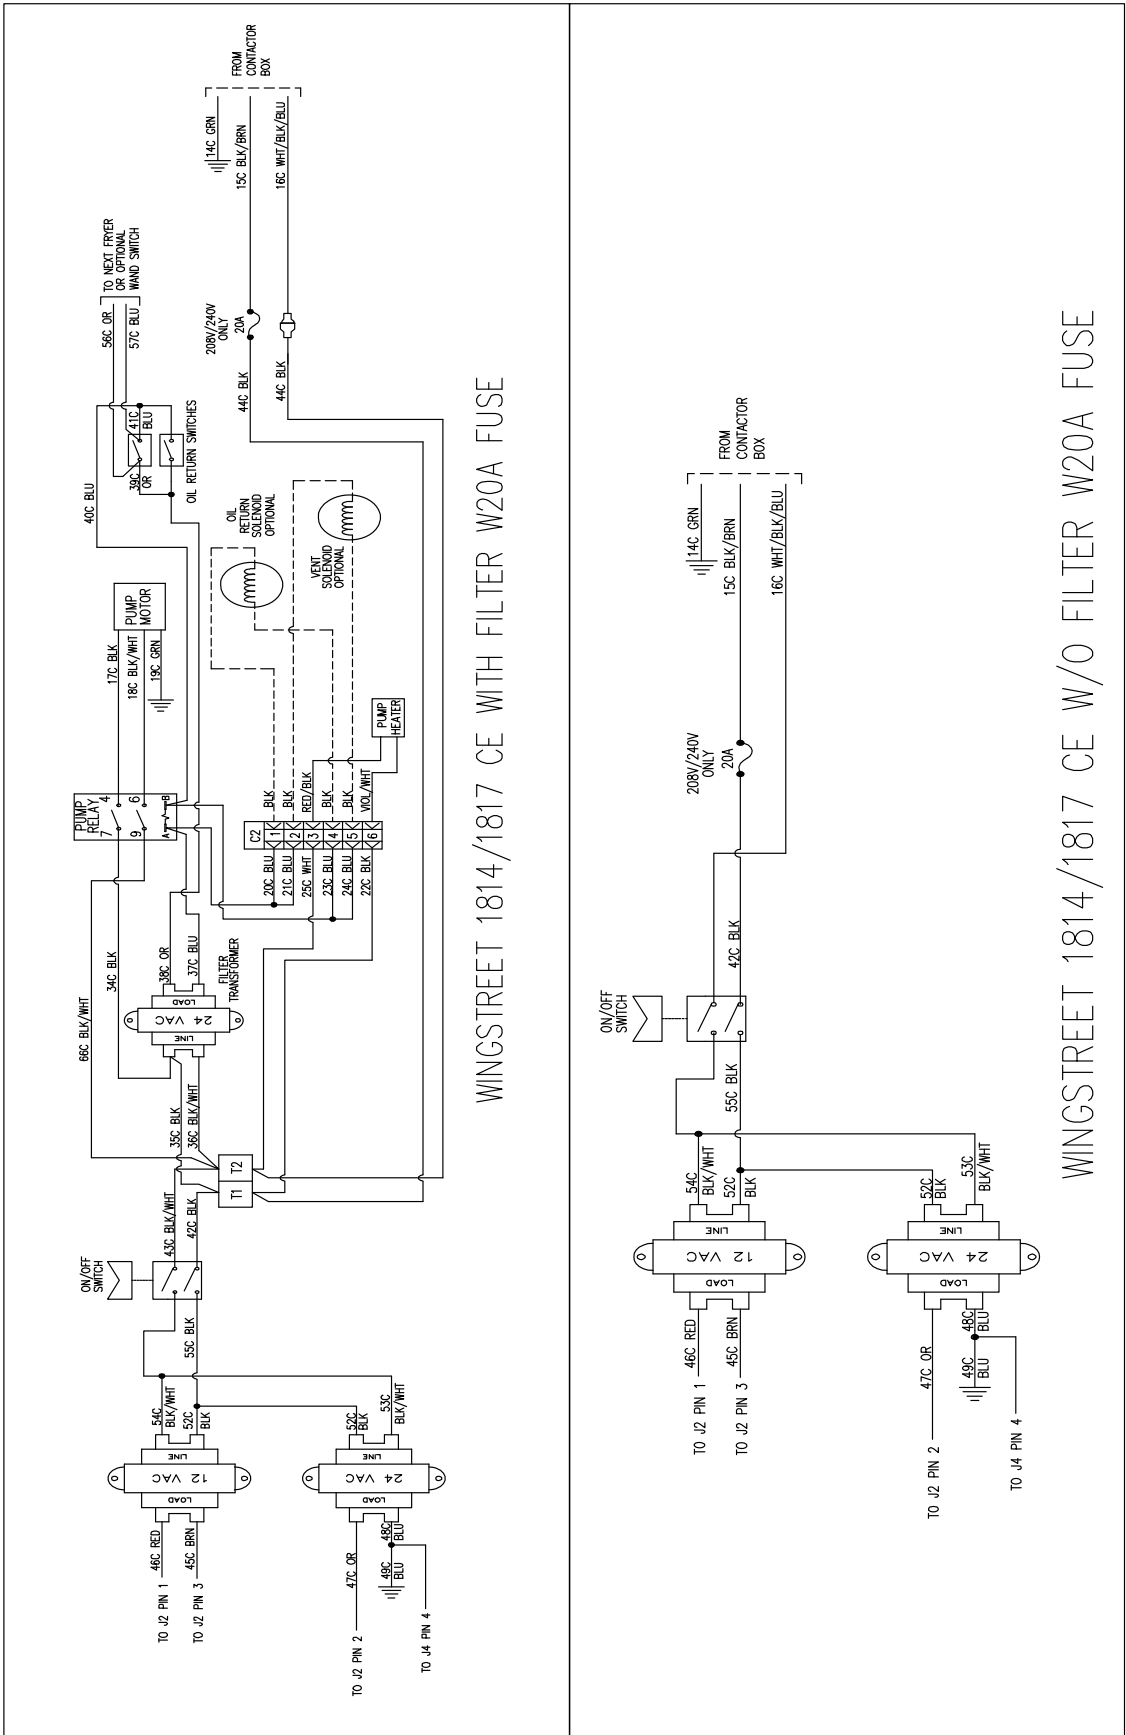 FROM
CONTACTOR
BOX
14C GRN
15C BLK/BRN
16C WHT/BLK/BLU
TO NEXT FRYER
OR OPTIONAL
WAND SWITCH
56C OR
57C BLU
208V/240V
ONLY
20A
44C BLK
44C BLK
40C BLU
41C
BLU
39C
OR
OIL RETURN SWITCHES
OIL
RETURN
SOLENOID
OPTIONAL
VENT
SOLENOID
OPTIONAL
PUMP
MOTOR
17C BLK
18C BLK/WHT
19C GRN
PUMP
HEATER
PUMP
RELAY
7
4
9
6
A
B
C2
1
2
3
4
5
6
BLK
BLK
RED/BLK
BLK
BLK
VIOL/WHT
20C BLU
21C BLU
25C WHT
23C BLU
24C BLU
22C BLK
66C BLK/WHT
34C BLK
38C OR
37C BLU
FILTER
TRANSFORMER
LOAD
24 VAC
LINE
35C BLK
36C BLK/WHT
T1
T2
43C BLK/WHT
42C BLK
ON/OFF
SWITCH
55C BLK
54C
BLK/WHT
52C
BLK
52C
BLK
53C
BLK/WHT
LINE
12 VAC
LOAD
LINE
24 VAC
LOAD
46C RED
45C BRN
47C OR
48C
BLU
49C
BLU
TO J2 PIN 1
TO J2 PIN 3
TO J2 PIN 2
TO J4 PIN 4
WINGSTREET 1814/1817 CE WITH FILTER W20A FUSE
FROM
CONTACTOR
BOX
14C GRN
15C BLK/BRN
16C WHT/BLK/BLU
208V/240V
ONLY
20A
42C BLK
ON/OFF
SWITCH
55C BLK
54C
BLK/WHT
52C
BLK
52C
BLK
53C
BLK/WHT
LINE
12 VAC
LOAD
LINE
24 VAC
LOAD
46C RED
45C BRN
47C OR
48C
BLU
49C
BLU
TO J2 PIN 1
TO J2 PIN 3
TO J2 PIN 2
TO J4 PIN 4
WINGSTREET 1814/1817 CE W/O FILTER W20A FUSE